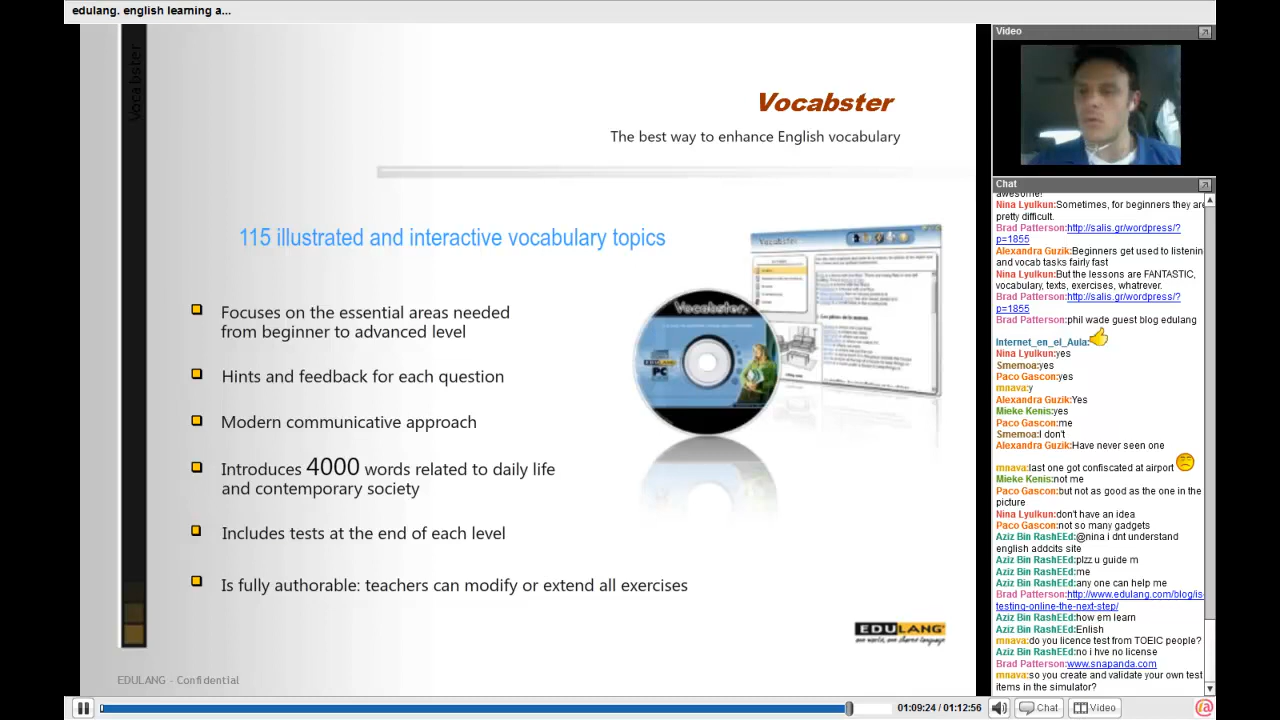 edulang. english learning a...
Vocabster
Vocabster
The best way to enhance English vocabulary
115 illustrated and interactive vocabulary topics
Focuses on the essential areas needed
from beginner to advanced level
Hints and feedback for each question
Modern communicative approach
Introduces 4000 words related to daily life
and contemporary society
Includes tests at the end of each level
Is fully authorable: teachers can modify or extend all exercises
Vocabster
Vocabster
EDULANG
PC
EDULANG
one world, one shared language
EDULANG - Confidential
Video
Chat
awesome!
Nina Lyulkun:Sometimes, for beginners they are
pretty difficult.
Brad Patterson:http://salis.gr/wordpress/?
p=1855
Alexandra Guzik:Beginners get used to listening
and vocab tasks fairly fast
Nina Lyulkun:But the lessons are FANTASTIC,
vocabulary, texts, exercises, whatever.
Brad Patterson:http://salis.gr/wordpress/?
p=1855
Brad Patterson:phil wade guest blog edulang
Internet_en_el_Aula:
Nina Lyulkun:yes
Smemoa:yes
Paco Gascon:yes
mnava:y
Alexandra Guzik:Yes
Mieke Kenis:yes
Paco Gascon:me
Smemoa:I don't
Alexandra Guzik:Have never seen one
mnava:last one got confiscated at airport
Mieke Kenis:not me
Paco Gascon:but not as good as the one in the
picture
Nina Lyulkun:don't have an idea
Paco Gascon:not so many gadgets
Aziz Bin RashEEd:@nina i dnt understand
english addcits site
Aziz Bin RashEEd:plzz u guide m
Aziz Bin RashEEd:me
Aziz Bin RashEEd:any one can help me
Brad Patterson:http://www.edulang.com/blog/is-
testing-online-the-next-step/
Aziz Bin RashEEd:how em learn
Aziz Bin RashEEd:Enlish
mnava:do you licence test from TOEIC people?
Aziz Bin RashEEd:no i hve no license
Brad Patterson:www.snapanda.com
mnava:so you create and validate your own test
items in the simulator?
01:09:24 / 01:12:56
Chat
Video